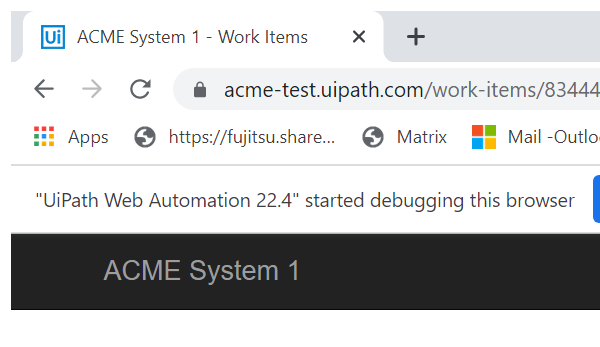 Ui ACME System 1 - Work Items
acme-test.uipath.com/work-items/83444
Apps https://fujitsu.share... Matrix Mail -Outlo
"UiPath Web Automation 22.4" started debugging this browser
ACME System 1